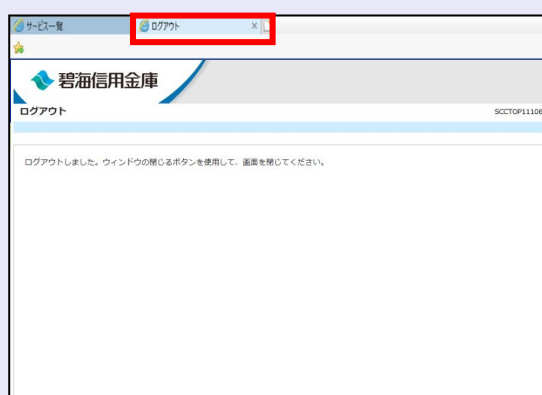 サービス一覧
ログアウト
碧海信用金庫
ログアウト
SCCTOP11106
ログアウトしました。ウィンドウの閉じるボタンを使用して、画面を閉じてください。